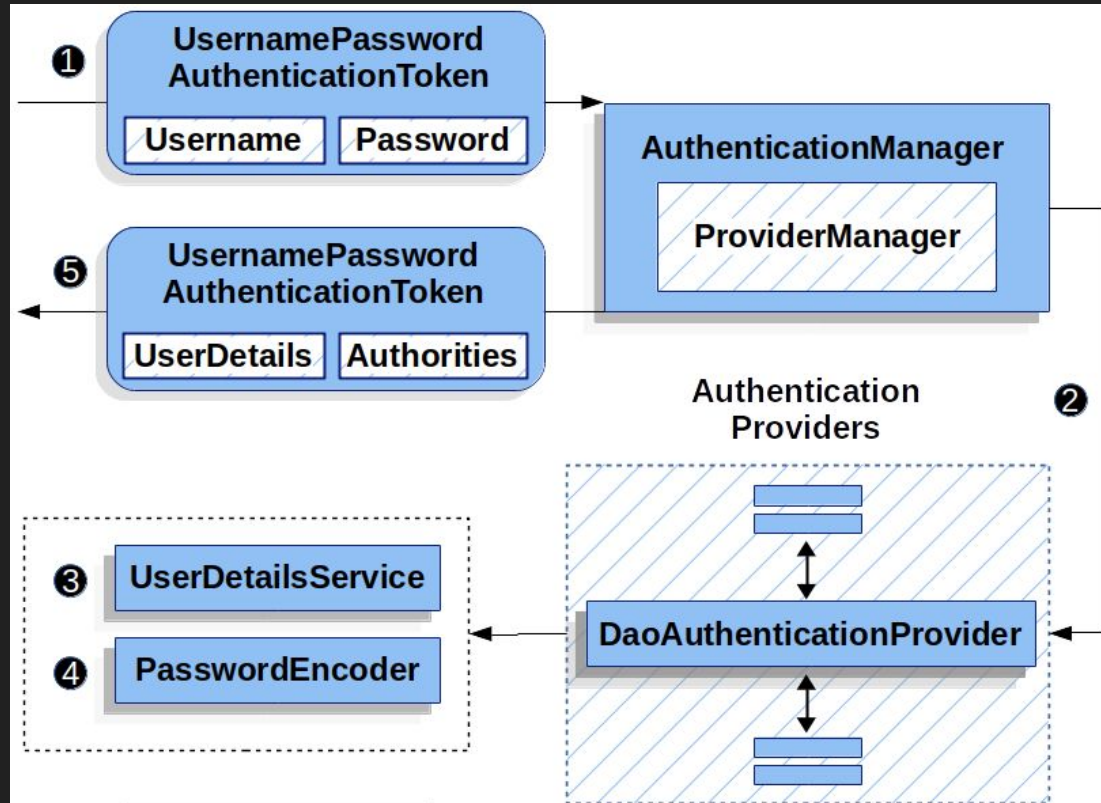 ❶
UsernamePassword
AuthenticationToken
Username Password
AuthenticationManager
ProviderManager
❺
UsernamePassword
AuthenticationToken
UserDetails Authorities
Authentication
Providers
❷
❸
UserDetailsService
❹
PasswordEncoder
DaoAuthenticationProvider